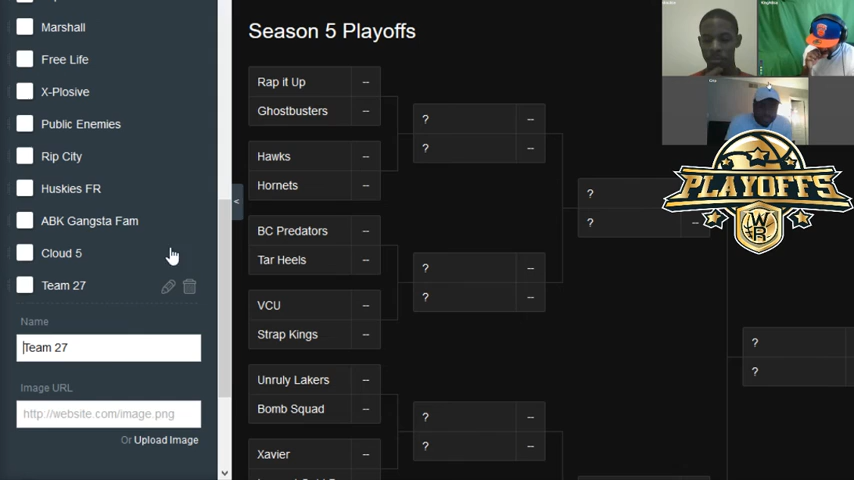 Marshall
Free Life
X-Plosive
Public Enemies
Rip City
Huskies FR
ABK Gangsta Fam
Cloud 5
Team 27
Name
Team 27
Image URL
http://website.com/image.png
Or Upload Image
<
Season 5 Playoffs
Rap it Up --
Ghostbusters --
? --
? --
Hawks --
Hornets --
?
? --
BC Predators --
Tar Heels --
? --
? --
VCU --
Strap Kings --
?
?
Unruly Lakers --
Bomb Squad --
? --
? --
Xavier --
PLAYOFFS
WR